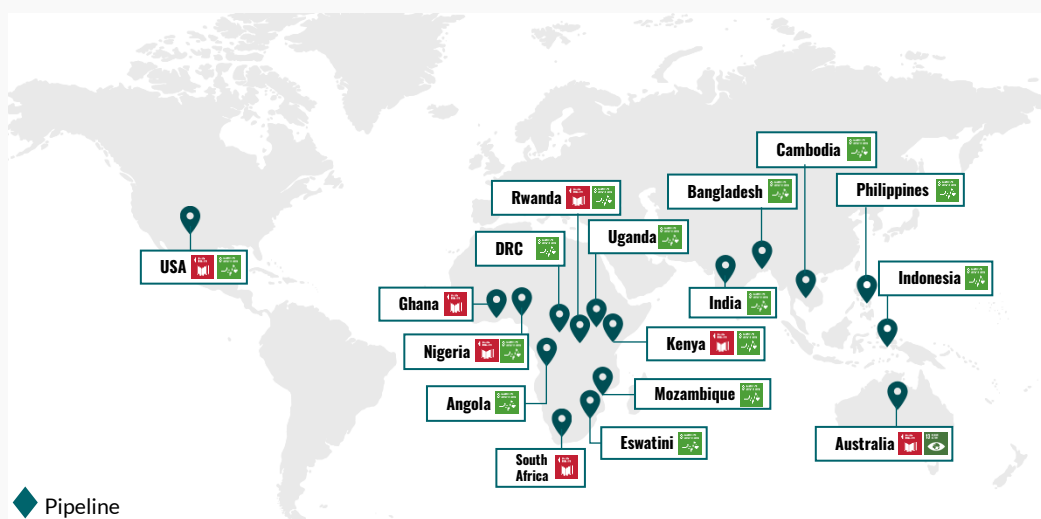 Cambodia
Rwanda
Bangladesh
Philippines
DRC
Uganda
USA
Indonesia
Ghana
India
Nigeria
Kenya
Angola
Mozambique
Eswatini
Australia
South
Africa
Pipeline